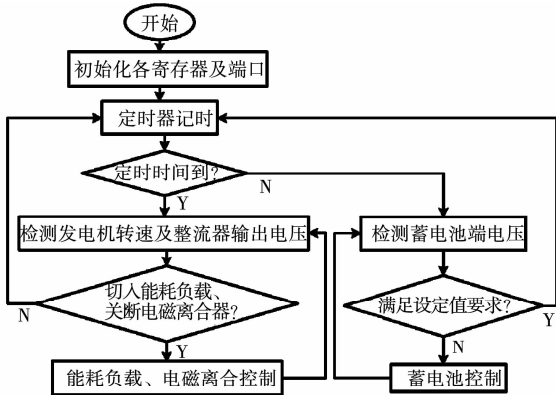 开始
初始化各寄存器及端口
定时器记时
定时时间到?
N
Y
检测发电机转速及整流器输出电压
检测蓄电池端电压
切入能耗负载、
关断电磁离合器?
满足设定值要求?
N
Y
Y
N
能耗负载、电磁离合控制
蓄电池控制